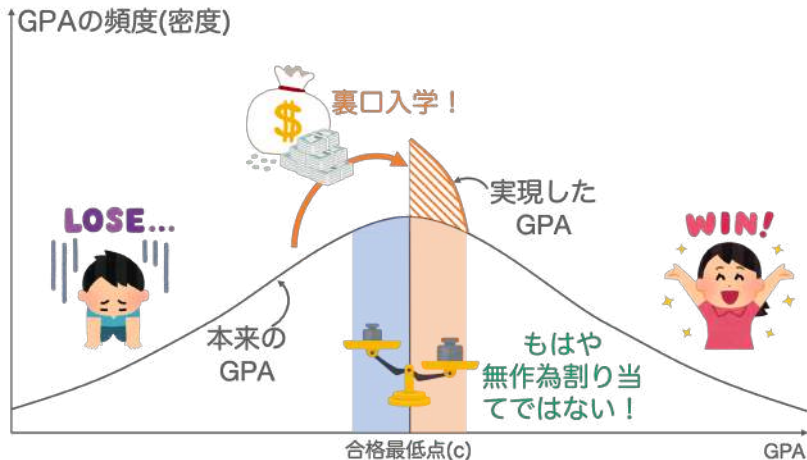 GPAの頻度(密度)
裏口入学！
$
LOSE...
実現した
GPA
WIN!
本来の
GPA
もはや
無作為割り当
てではない！
合格最低点(c)
GPA